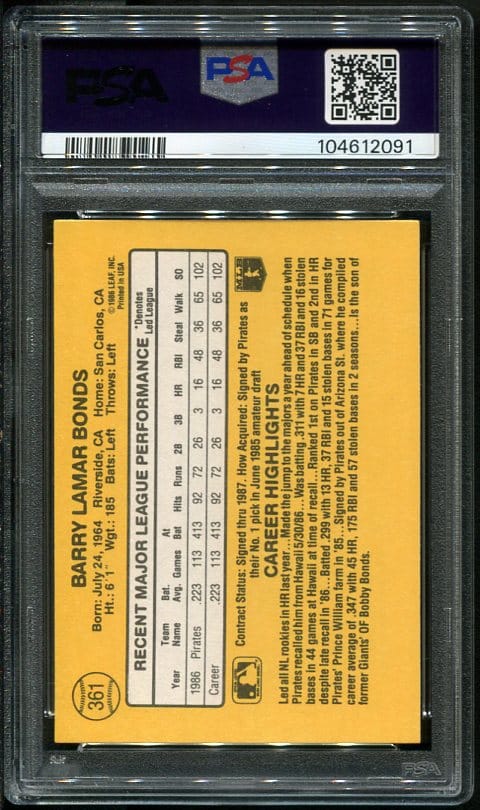 PSA
PSA
104612091
361
BARRY LAMAR BONDS
Born: July 24, 1964 Riverside, CA Home: San Carlos, CA
Ht.: 6'1" Wgt.: 185 Bats: Left Throws: Left
©1986 LEAF, INC.
Printed in USA
RECENT MAJOR LEAGUE PERFORMANCE
*Denotes
Led League
Year Team Name Bat. Avg. Games At Bat Hits Runs 2B 3B HR RBI Steal Walk SO
1986 Pirates .223 113 413 92 72 26 3 16 48 36 65 102
Career .223 113 413 92 72 26 3 16 48 36 65 102
Contract Status: Signed thru 1987. How Acquired: Signed by Pirates as
their No. 1 pick in June 1985 amateur draft
MLB
CAREER HIGHLIGHTS
Led all NL rookies in HR last year... Made the jump to the majors a year ahead of schedule when
Pirates recalled him from Hawaii 5/30/86... Was batting .311 with 7 HR and 37 RBI and 16 stolen
bases in 44 games at Hawaii at time of recall... Ranked 1st on Pirates in SB and 2nd in HR
despite late recall in '86... Batted .299 with 13 HR, 37 RBI and 15 stolen bases in 71 games for
Pirates' Prince William farm in '85... Signed by Pirates out of Arizona St. where he compiled
career average of .347 with 45 HR, 175 RBI and 57 stolen bases in 2 seasons... Is the son of
former Giants' OF Bobby Bonds.
PSA